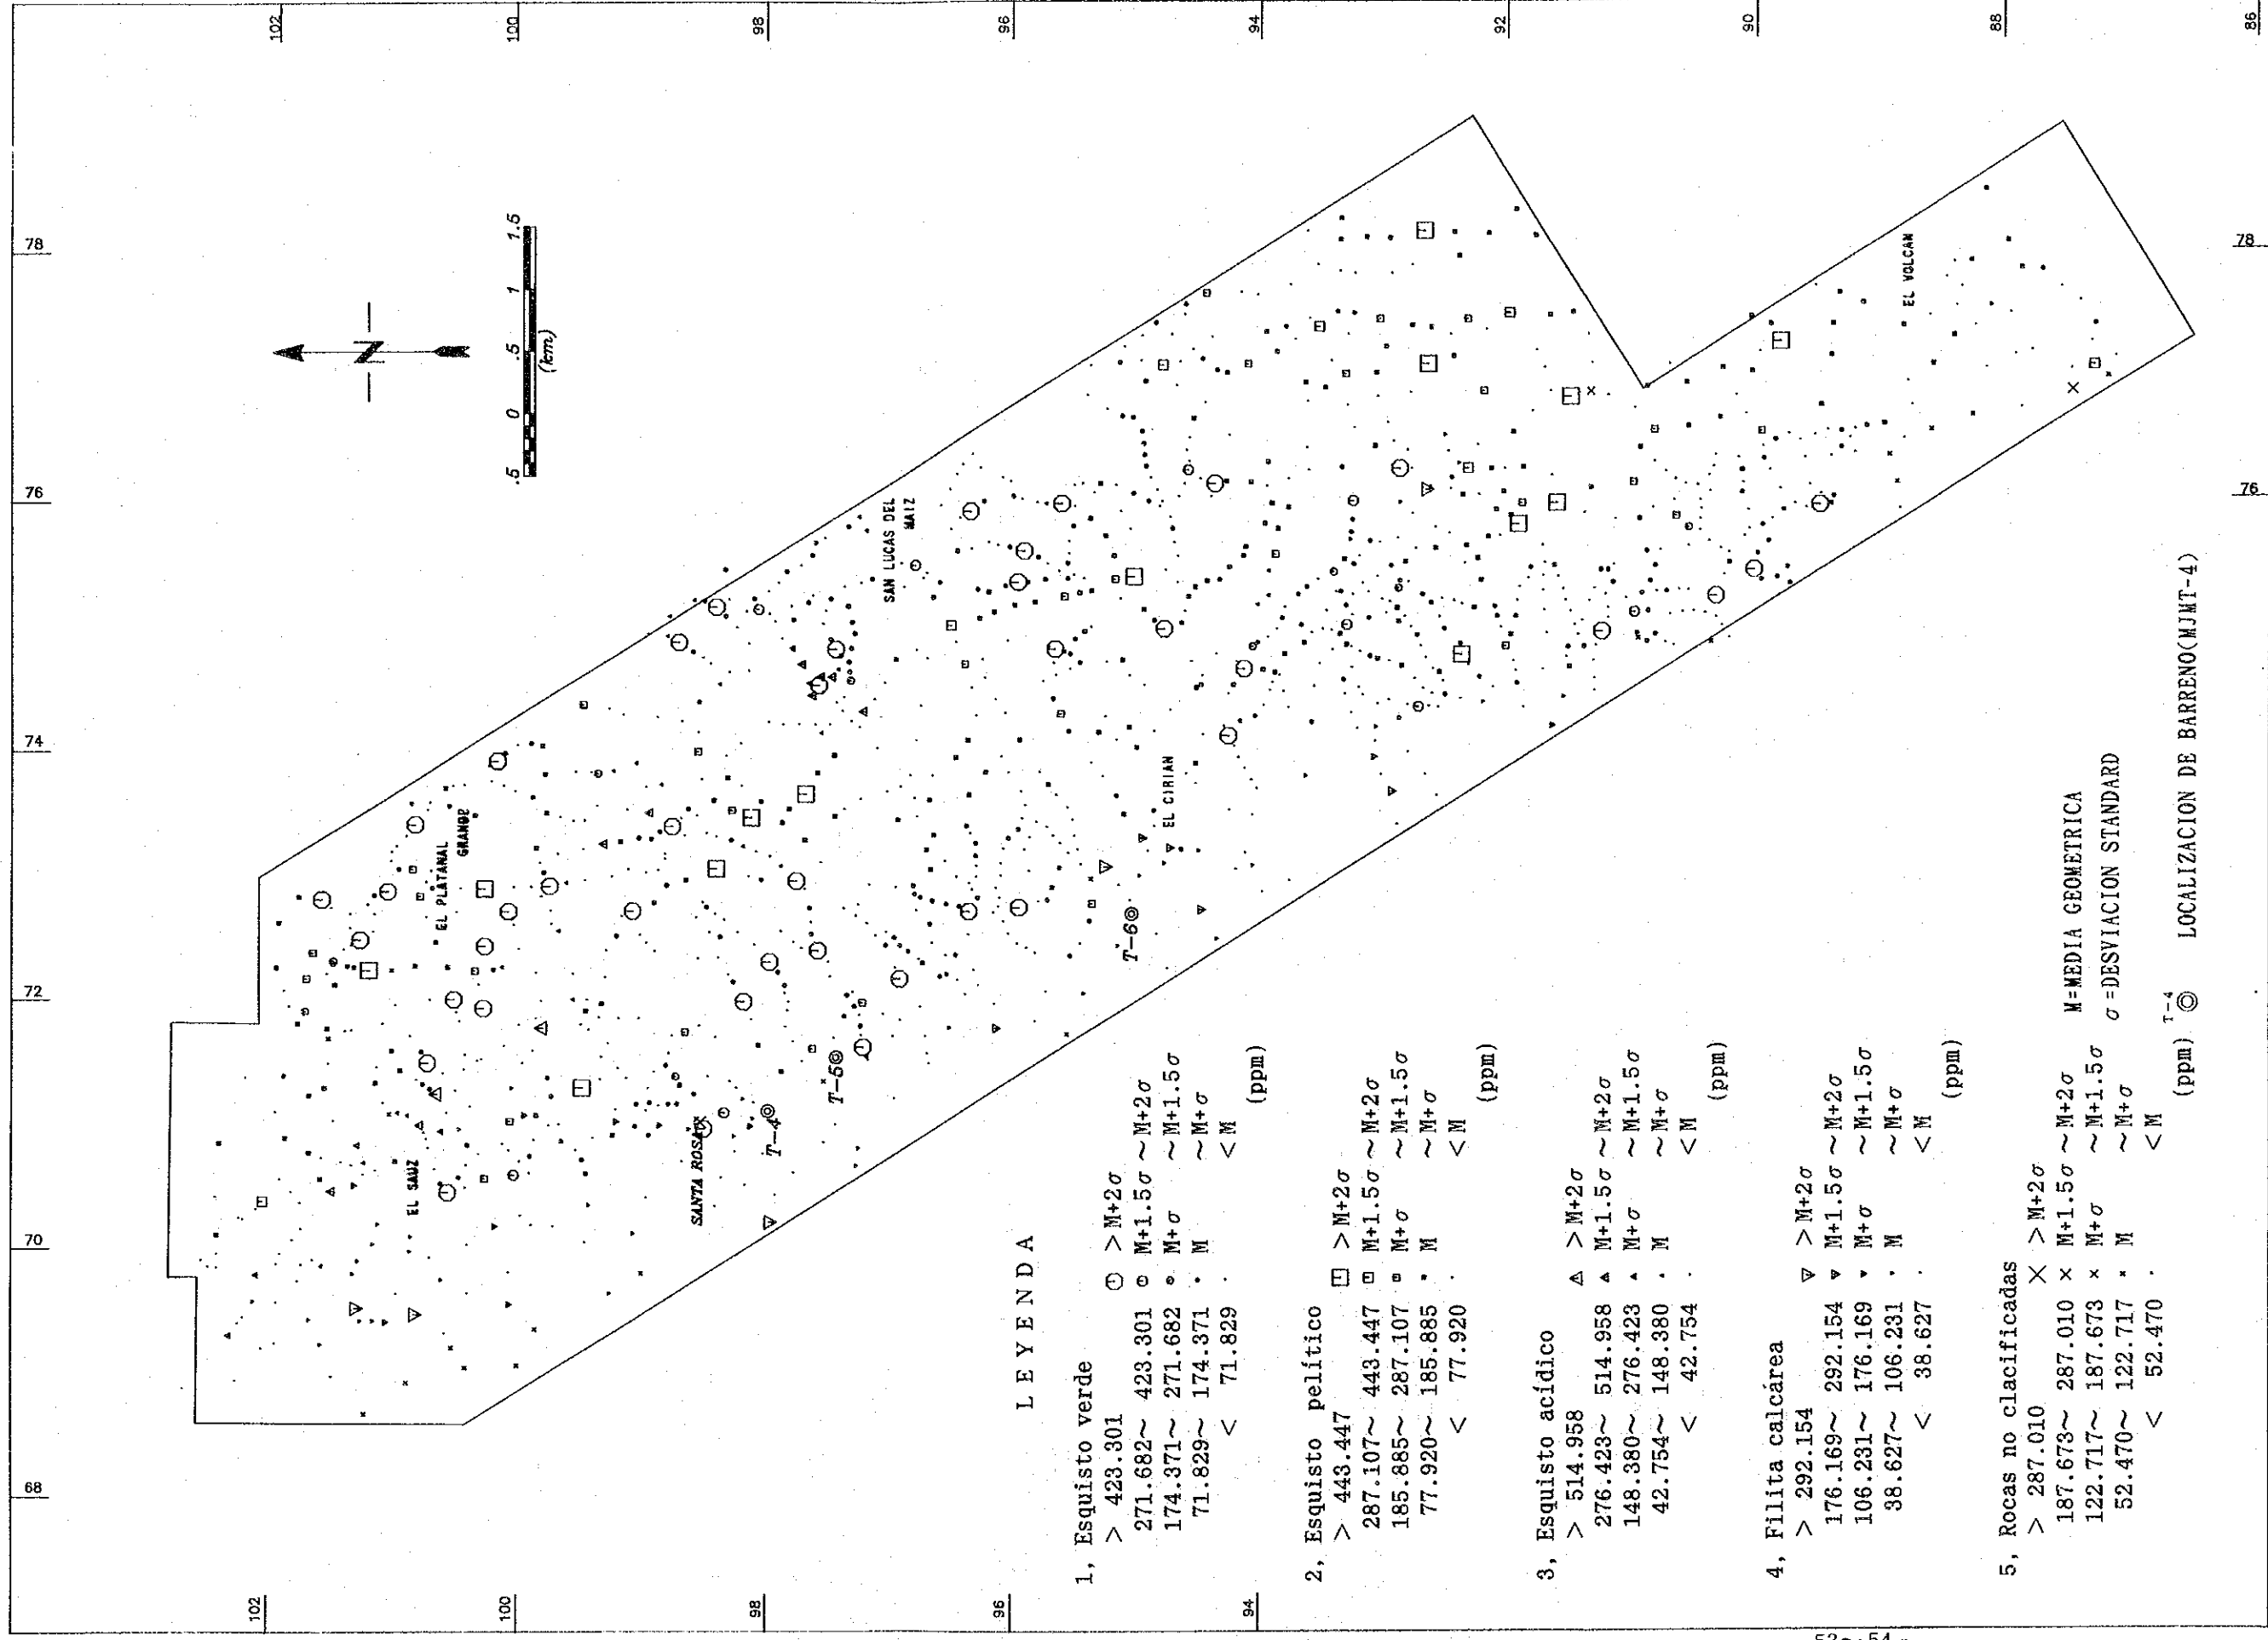 68
70
72
74
76
78
102
100
98
96
94
92
90
88
86
N
.5 0 .5 1 1.5
(km)
EL SAUZ
EL PLATANAL
GRANDE
SANTA ROSA
T-4
T-5
T-6
SAN LUCAS DEL
MAIZ
EL CIRIAN
EL VOLCAN
102
100
98
96
94
76
78
LEYENDA
1, Esquisto verde
> 423.301 > M+2σ
271.682~ 423.301 M+1.5σ ~M+2σ
174.371~ 271.682 M+σ ~M+1.5σ
71.829~ 174.371 M ~M+σ
< 71.829 <M
(ppm)
2, Esquisto pelítico
> 443.447 > M+2σ
287.107~ 443.447 M+1.5σ ~M+2σ
185.885~ 287.107 M+σ ~M+1.5σ
77.920~ 185.885 M ~M+σ
< 77.920 <M
(ppm)
3, Esquisto acídico
> 514.958 > M+2σ
276.423~ 514.958 M+1.5σ ~M+2σ
148.380~ 276.423 M+σ ~M+1.5σ
42.754~ 148.380 M ~M+σ
< 42.754 <M
(ppm)
4, Filita calcárea
> 292.154 > M+2σ
176.169~ 292.154 M+1.5σ ~M+2σ
106.231~ 176.169 M+σ ~M+1.5σ
38.627~ 106.231 M ~M+σ
< 38.627 <M
(ppm)
5, Rocas no clacificadas
> 287.010 > M+2σ
187.673~ 287.010 M+1.5σ ~M+2σ
122.717~ 187.673 M+σ ~M+1.5σ
52.470~ 122.717 M ~M+σ
< 52.470 <M
(ppm)
M=MEDIA GEOMETRICA
σ=DESVIACION STANDARD
T-4 LOCALIZACION DE BARRENO(MJMT-4)